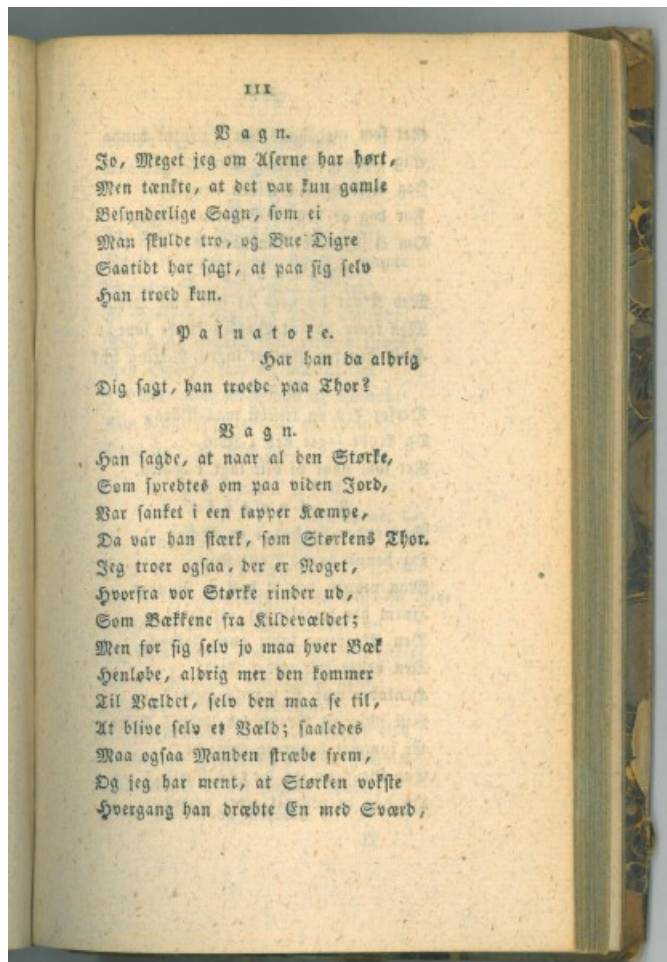 111
Vagn.
Jo, Meget jeg om Aserne har hørt,
Men tænkte, at det var kun gamle
Besynderlige Sagn, som ei
Man skulde tro, og Bue Digre
Saatidt har sagt, at paa sig selv
Han troed kun.
Palnatoke.
Har han da aldrig
Dig sagt, han troede paa Thor?
Vagn.
Han sagde, at naar al den Størke,
Som spredtes om paa viden Jord,
Var sanket i een tapper Kæmpe,
Da var han stærk, som Størkens Thor.
Jeg troer ogsaa, der er Noget,
Hvorfra vor Størke rinder ud,
Som Bækkene fra Kildevældet;
Men for sig selv jo maa hver Bæk
Henløbe, aldrig mer den kommer
Til Vældet, selv den maa se til,
At blive selv et Væld; saaledes
Maa ogsaa Manden stræbe frem,
Og jeg har ment, at Størken vokste
Hvergang han dræbte En med Sværd,